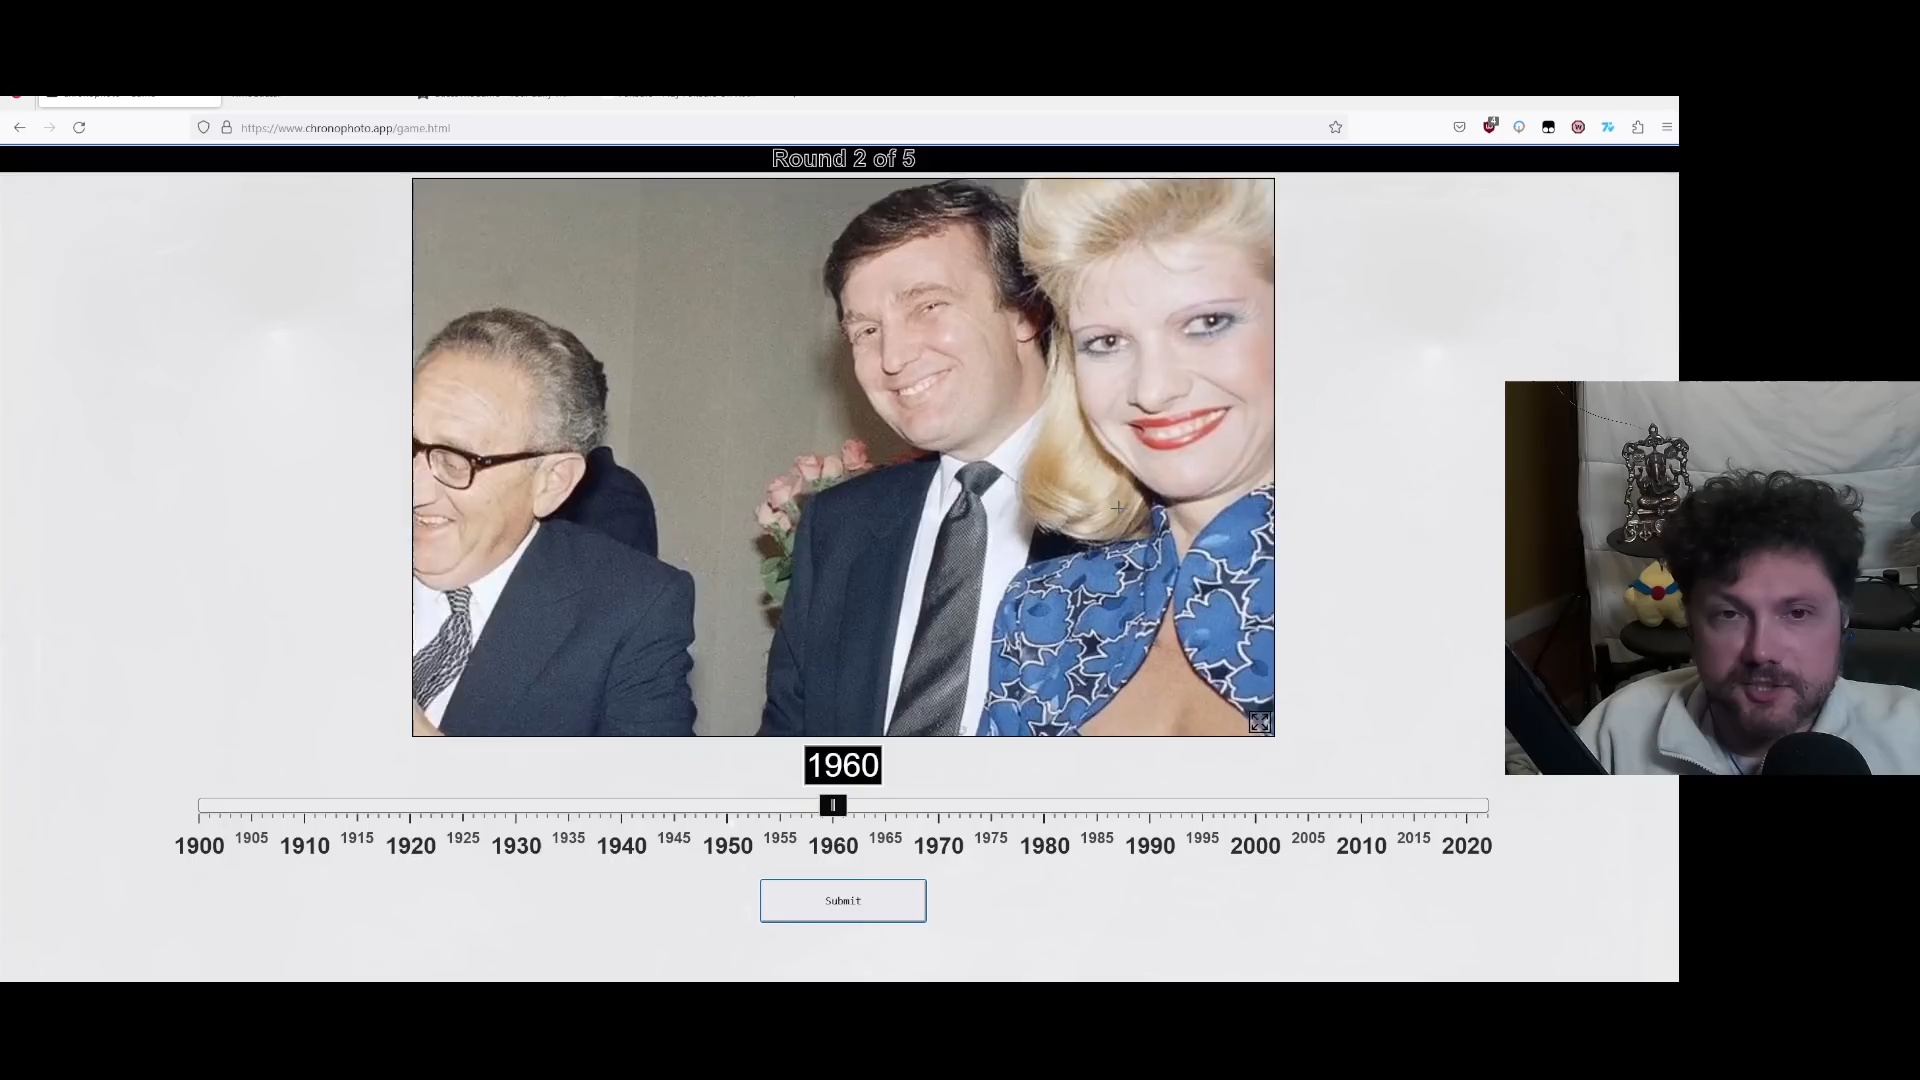 https://www.chronophoto.app/game.html
Round 2 of 5
1960
1900 1905 1910 1915 1920 1925 1930 1935 1940 1945 1950 1955 1960 1965 1970 1975 1980 1985 1990 1995 2000 2005 2010 2015 2020
Submit